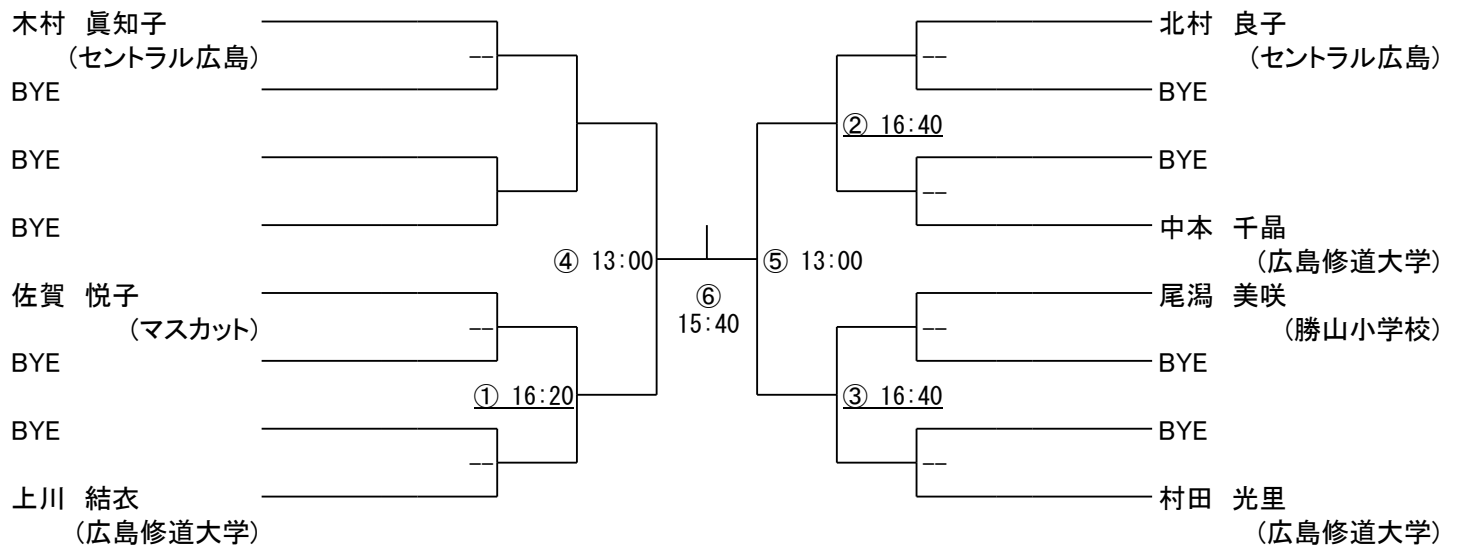 木村　眞知子
(セントラル広島)
BYE
BYE
BYE
佐賀　悦子
(マスカット)
BYE
BYE
上川　結衣
(広島修道大学)
--
--
--
① 16:20
④ 13:00
⑥
15:40
⑤ 13:00
② 16:40
③ 16:40
--
--
--
--
北村　良子
(セントラル広島)
BYE
BYE
中本　千晶
(広島修道大学)
尾潟　美咲
(勝山小学校)
BYE
BYE
村田　光里
(広島修道大学)